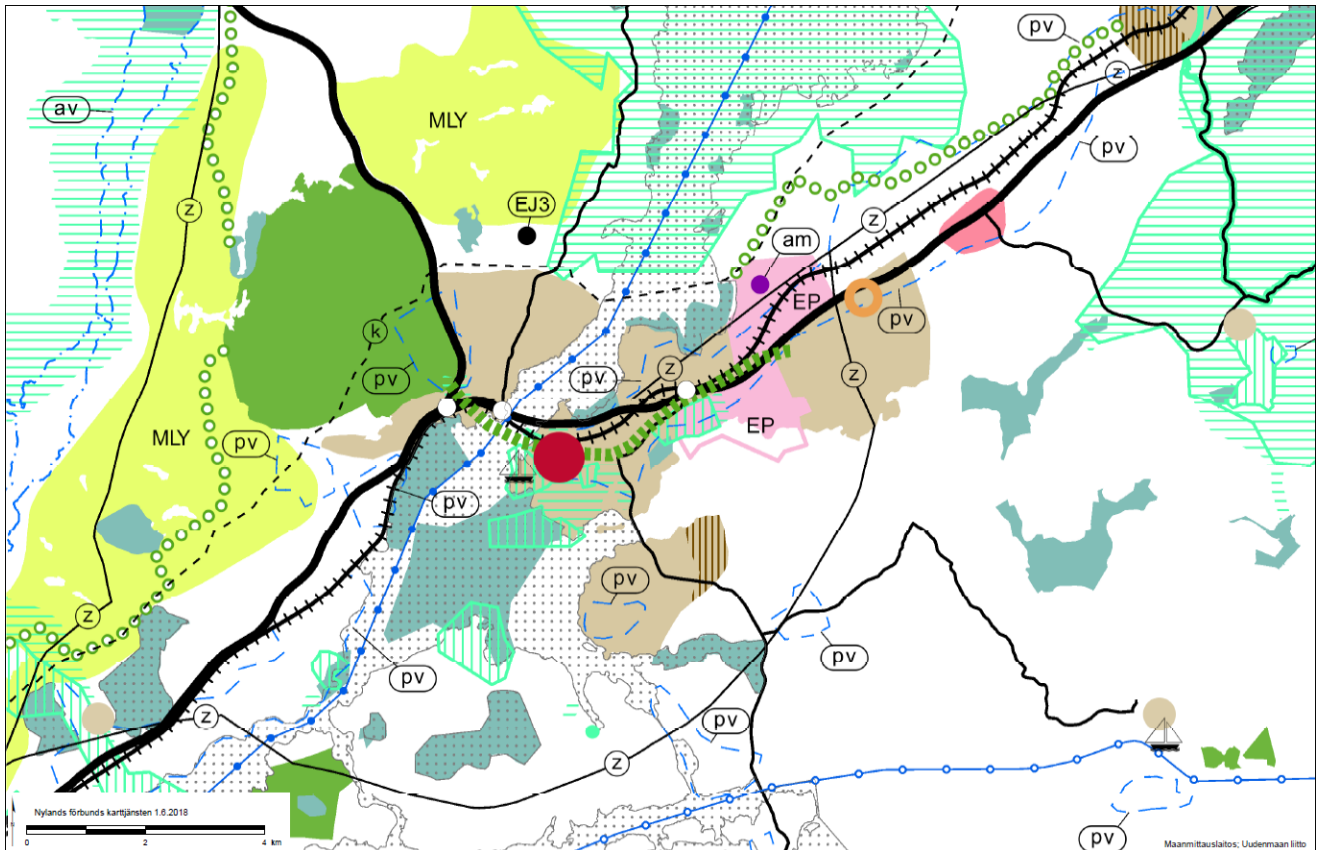 pv
z
MLY
av
pv
z
EJ3
z
am
EP
pv
k
z
pv
pv
z
MLY
EP
pv
pv
pv
z
pv
pv
z
pv
z
Nylands förbunds karttjänsten 1.6.2018
0 2 4 km
pv
Maanmittauslaitos; Uudenmaan liitto